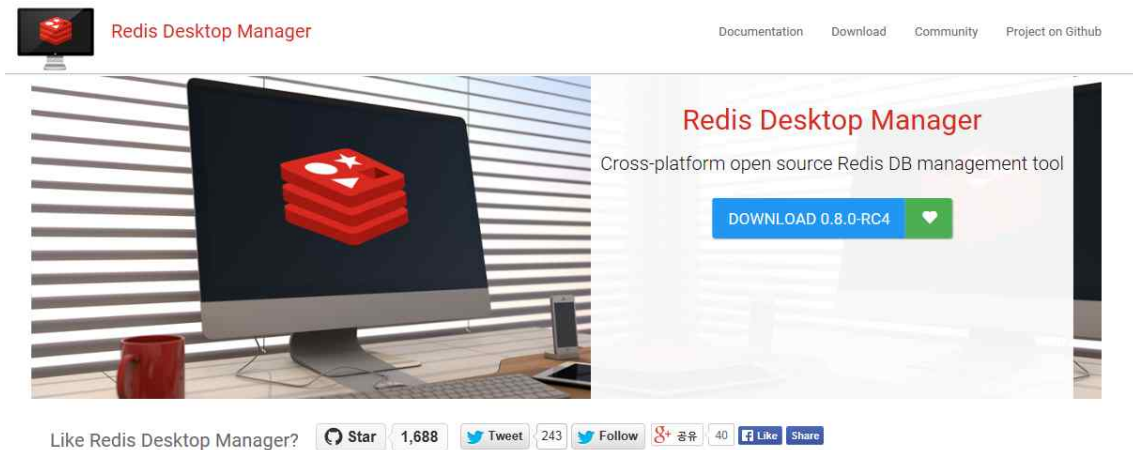 Redis Desktop Manager
Documentation Download Community Project on Github
Redis Desktop Manager
Cross-platform open source Redis DB management tool
DOWNLOAD 0.8.0-RC4
Like Redis Desktop Manager? Star 1,688 Tweet 243 Follow g+ 공유 40 f Like Share